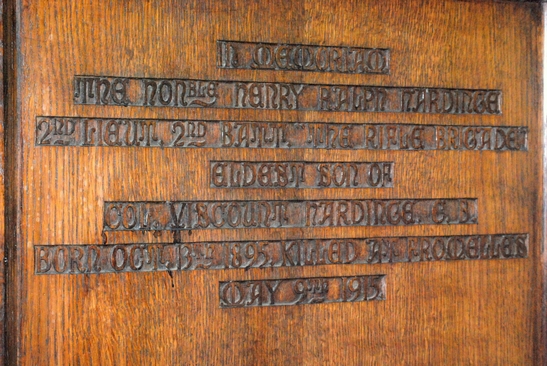 IN MEMORIAM
THE HONBLE HENRY RALPH HARDINGE
2ND LIEUT. 2ND BATTN THE RIFLE BRIGADE
ELDEST SON OF
COL. VISCOUNT HARDINGE, C.B.
BORN OCT. 1895, KILLED AT FROMELLES
MAY 9TH 1915